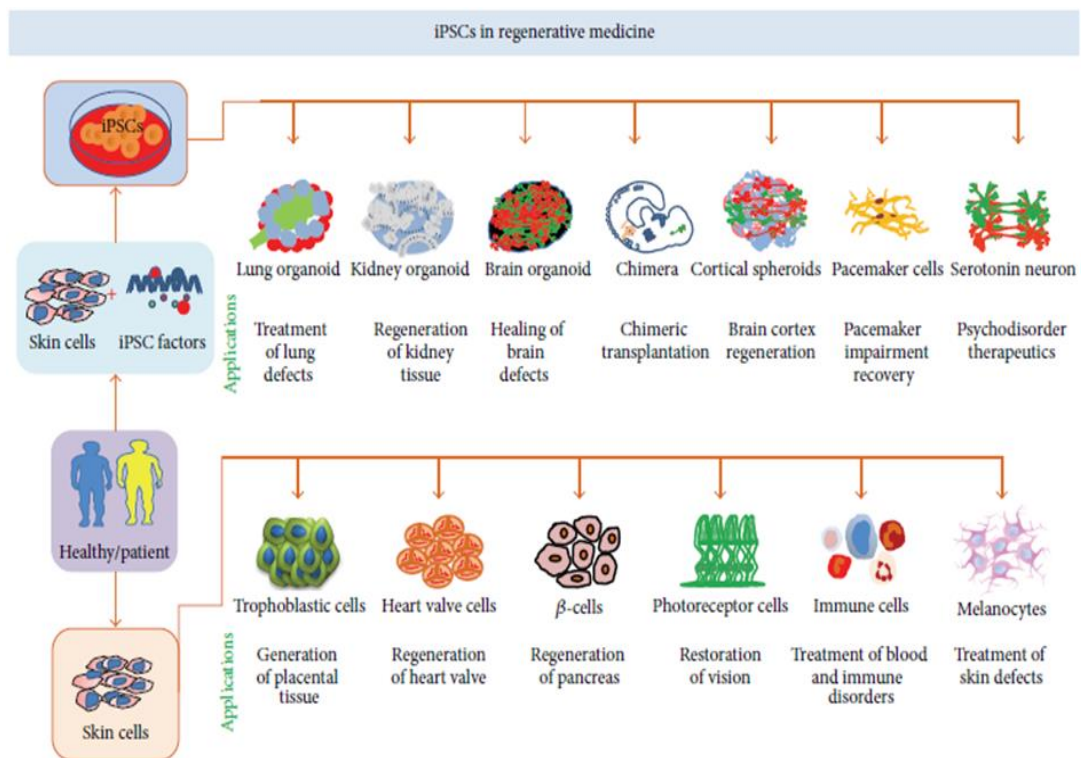 iPSCs in regenerative medicine
iPSCs
Skin cells + iPSC factors
Healthy/patient
Skin cells
Lung organoid Kidney organoid Brain organoid Chimera Cortical spheroids Pacemaker cells Serotonin neuron
Applications
Treatment Regeneration Healing of Chimeric Brain cortex Pacemaker Psychodisorder
of lung of kidney brain transplantation regeneration impairment therapeutics
defects tissue defects recovery
Trophoblastic cells Heart valve cells β-cells Photoreceptor cells Immune cells Melanocytes
Applications
Generation Regeneration Regeneration Restoration Treatment of blood Treatment of
of placental of heart valve of pancreas of vision and immune skin defects
tissue disorders